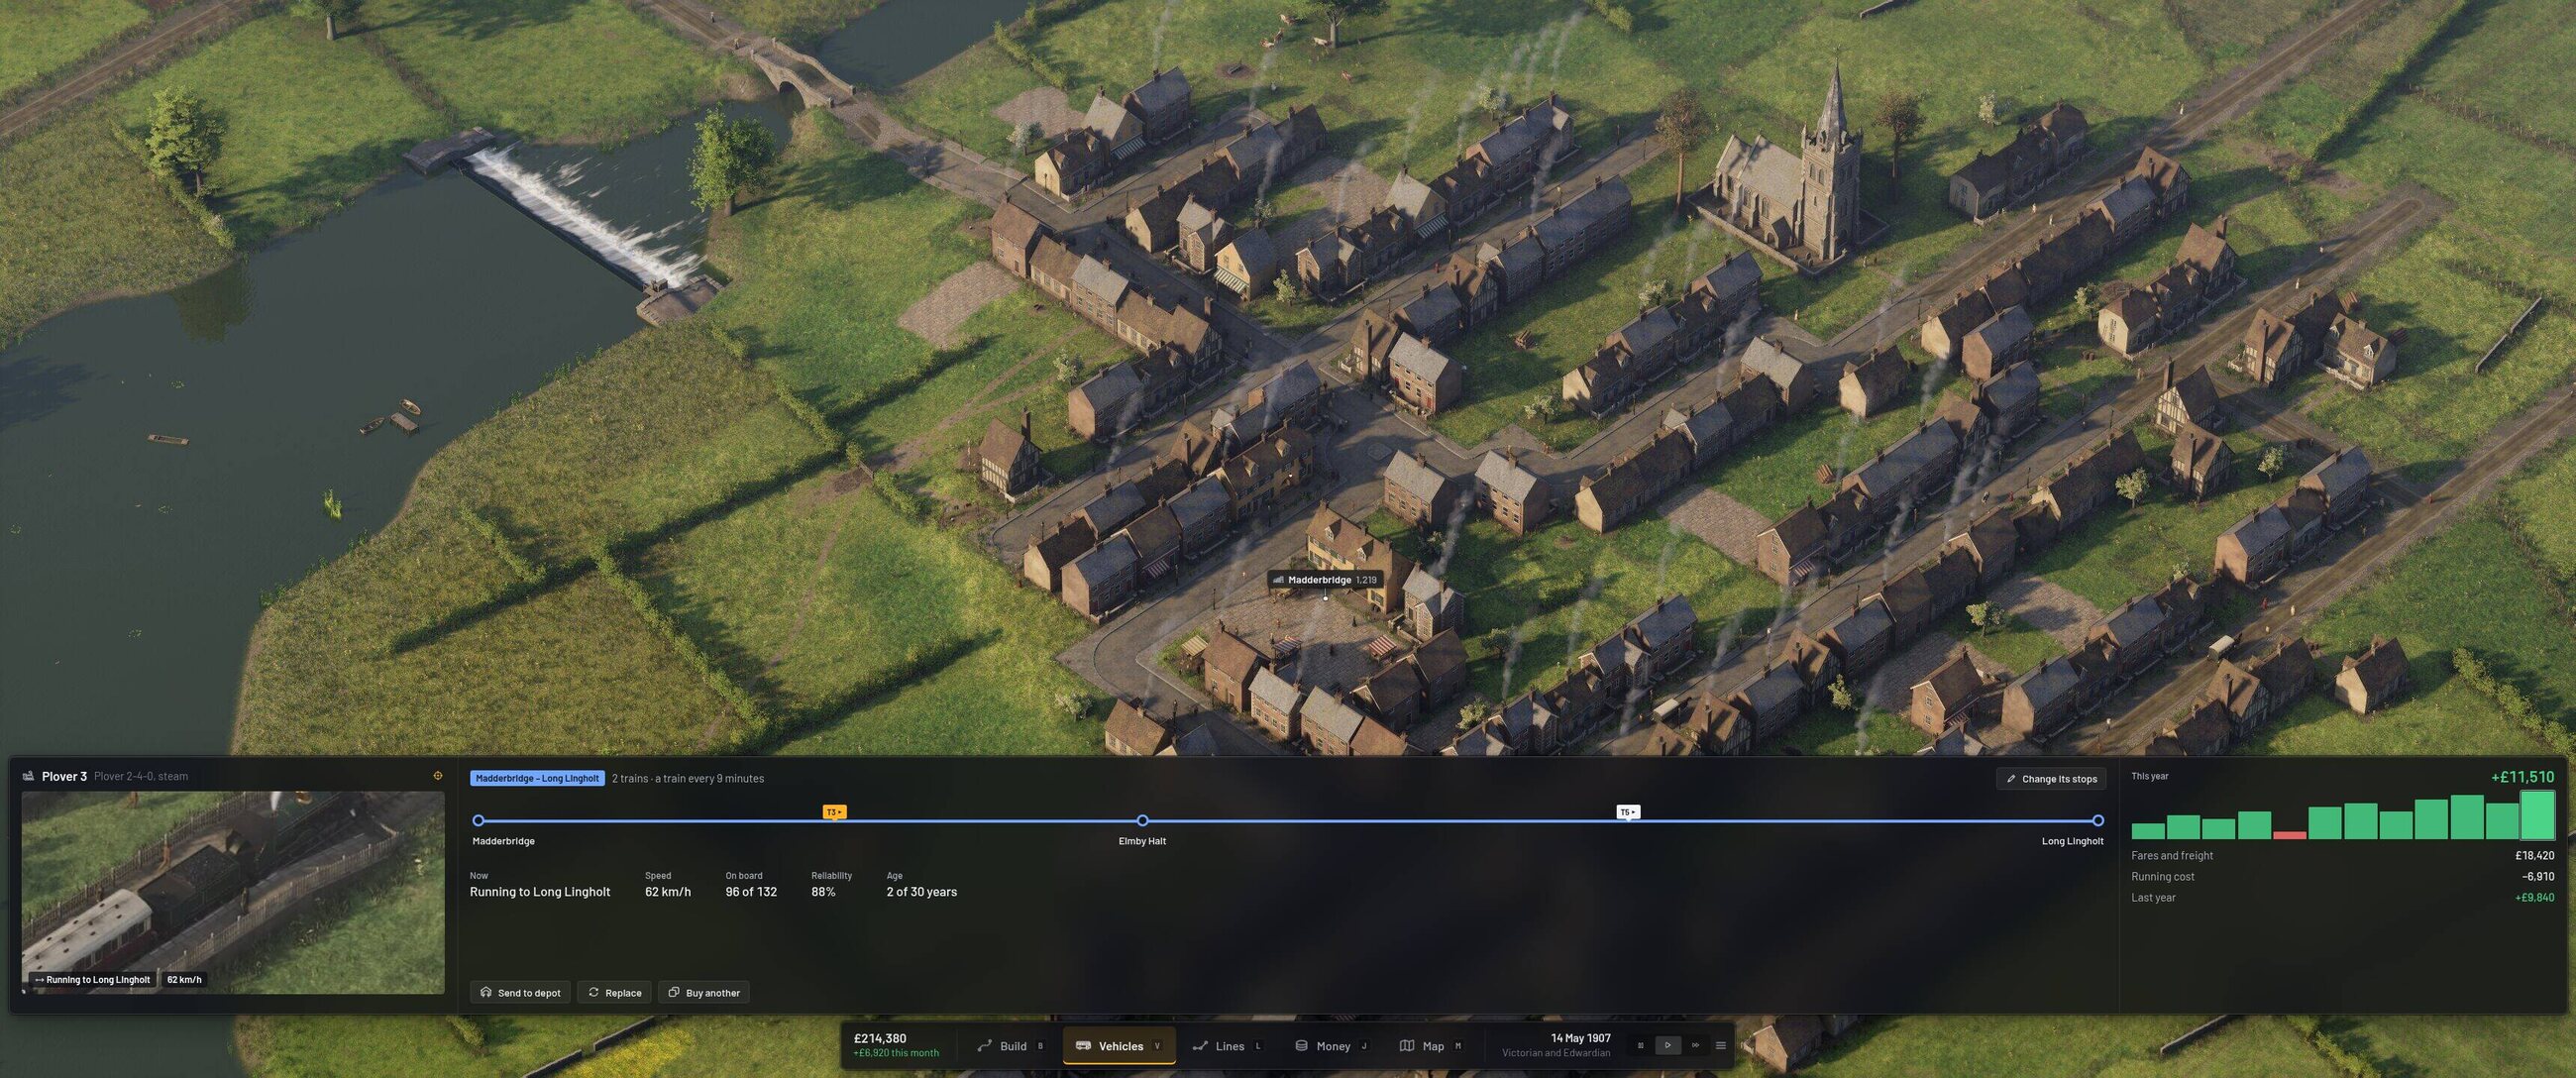 Madderbridge 1,219
Plover 3 Plover 2-4-0, steam
Running to Long Lingholt 62 km/h
Madderbridge – Long Lingholt 2 trains · a train every 9 minutes
Change its stops
T3
T5
Madderbridge
Elmby Halt
Long Lingholt
Now
Running to Long Lingholt
Speed
62 km/h
On board
96 of 132
Reliability
88%
Age
2 of 30 years
Send to depot
Replace
Buy another
This year +£11,510
Fares and freight £18,420
Running cost −6,910
Last year +£9,840
£214,380
+£6,920 this month
Build B
Vehicles V
Lines L
Money J
Map M
14 May 1907
Victorian and Edwardian